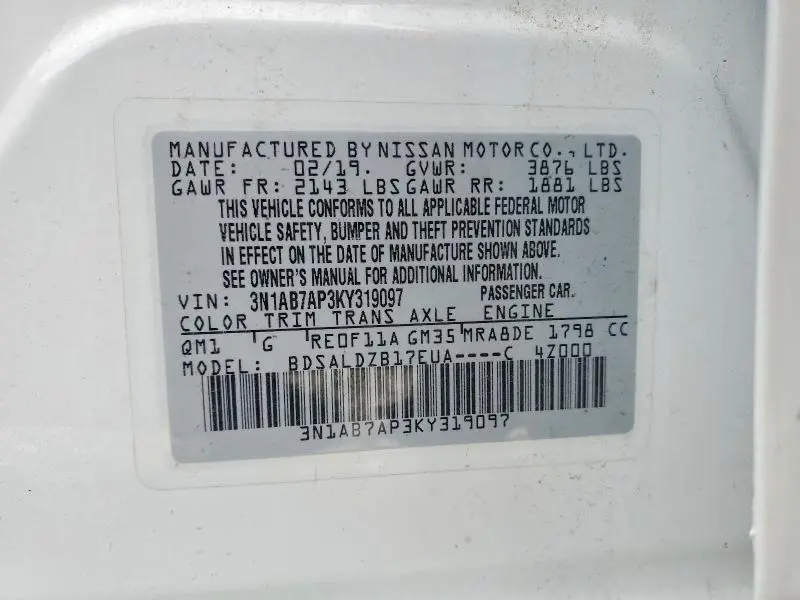 MANUFACTURED BY NISSAN MOTOR CO., LTD.
DATE: 02/19. GVWR: 3876 LBS
GAWR FR: 2143 LBS GAWR RR: 1881 LBS
THIS VEHICLE CONFORMS TO ALL APPLICABLE FEDERAL MOTOR
VEHICLE SAFETY, BUMPER AND THEFT PREVENTION STANDARDS
IN EFFECT ON THE DATE OF MANUFACTURE SHOWN ABOVE.
SEE OWNER'S MANUAL FOR ADDITIONAL INFORMATION.
VIN: 3N1AB7AP3KY319097 PASSENGER CAR.
COLOR TRIM TRANS AXLE ENGINE
QM1 G RE0F11A GM35 MRA8DE 1798 CC
MODEL: BDSALDZB17EUA----C 4Z000
3N1AB7AP3KY319097